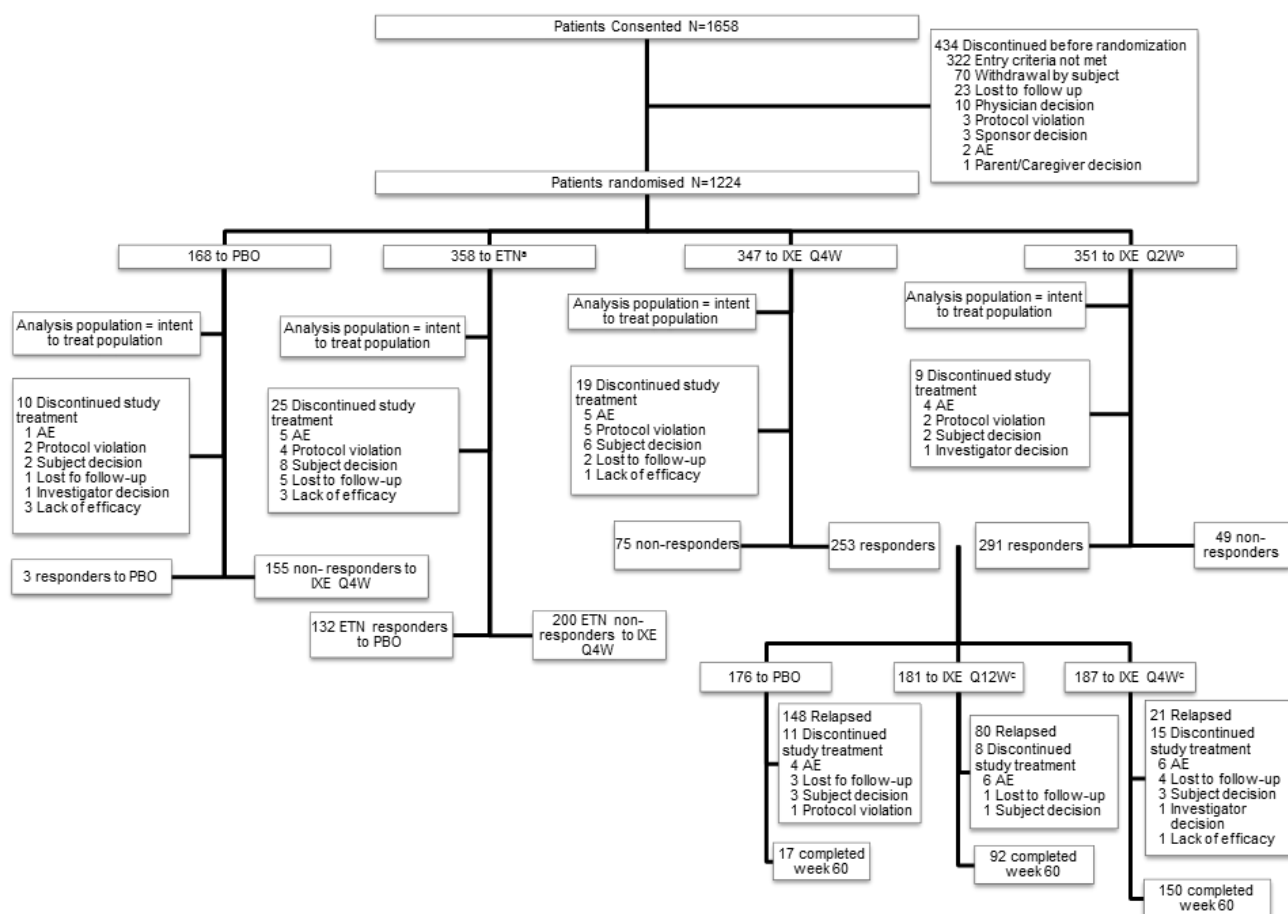 Patients Consented N=1658
434 Discontinued before randomization
322 Entry criteria not met
70 Withdrawal by subject
23 Lost to follow up
10 Physician decision
3 Protocol violation
3 Sponsor decision
2 AE
1 Parent/Caregiver decision
Patients randomised N=1224
168 to PBO
358 to ETNᵃ
347 to IXE Q4W
351 to IXE Q2Wᵇ
Analysis population = intent
to treat population
Analysis population = intent
to treat population
Analysis population = intent
to treat population
Analysis population = intent
to treat population
10 Discontinued study
treatment
1 AE
2 Protocol violation
2 Subject decision
1 Lost fo follow-up
1 Investigator decision
3 Lack of efficacy
25 Discontinued study
treatment
5 AE
4 Protocol violation
8 Subject decision
5 Lost to follow-up
3 Lack of efficacy
19 Discontinued study
treatment
5 AE
5 Protocol violation
6 Subject decision
2 Lost to follow-up
1 Lack of efficacy
9 Discontinued study
treatment
4 AE
2 Protocol violation
2 Subject decision
1 Investigator decision
3 responders to PBO
155 non- responders to
IXE Q4W
132 ETN responders
to PBO
200 ETN non-
responders to IXE
Q4W
75 non-responders
253 responders
291 responders
49 non-
responders
176 to PBO
181 to IXE Q12Wᶜ
187 to IXE Q4Wᶜ
148 Relapsed
11 Discontinued
study treatment
4 AE
3 Lost fo follow-up
3 Subject decision
1 Protocol violation
80 Relapsed
8 Discontinued
study treatment
6 AE
1 Lost to follow-up
1 Subject decision
21 Relapsed
15 Discontinued
study treatment
6 AE
4 Lost to follow-up
3 Subject decision
1 Investigator
decision
1 Lack of efficacy
17 completed
week 60
92 completed
week 60
150 completed
week 60